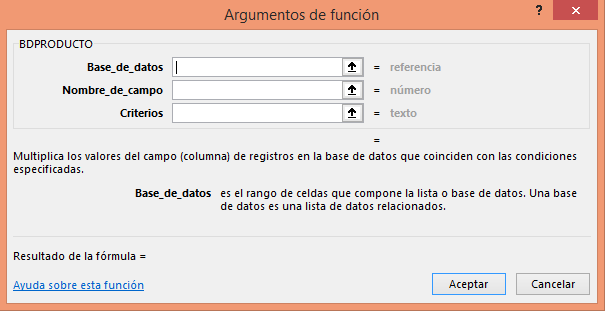 Argumentos de función
?
BDPRODUCTO
Base_de_datos = referencia
Nombre_de_campo = número
Criterios = texto
=
Multiplica los valores del campo (columna) de registros en la base de datos que coinciden con las condiciones
especificadas.
Base_de_datos es el rango de celdas que compone la lista o base de datos. Una base
de datos es una lista de datos relacionados.
Resultado de la fórmula =
Ayuda sobre esta función
Aceptar
Cancelar